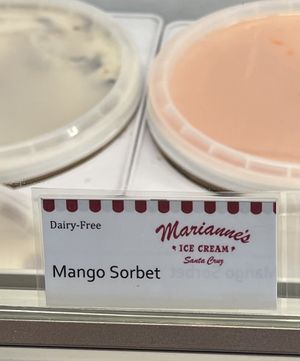 Dairy-Free
Marianne's
* ICE CREAM *
Santa Cruz
Mango Sorbet